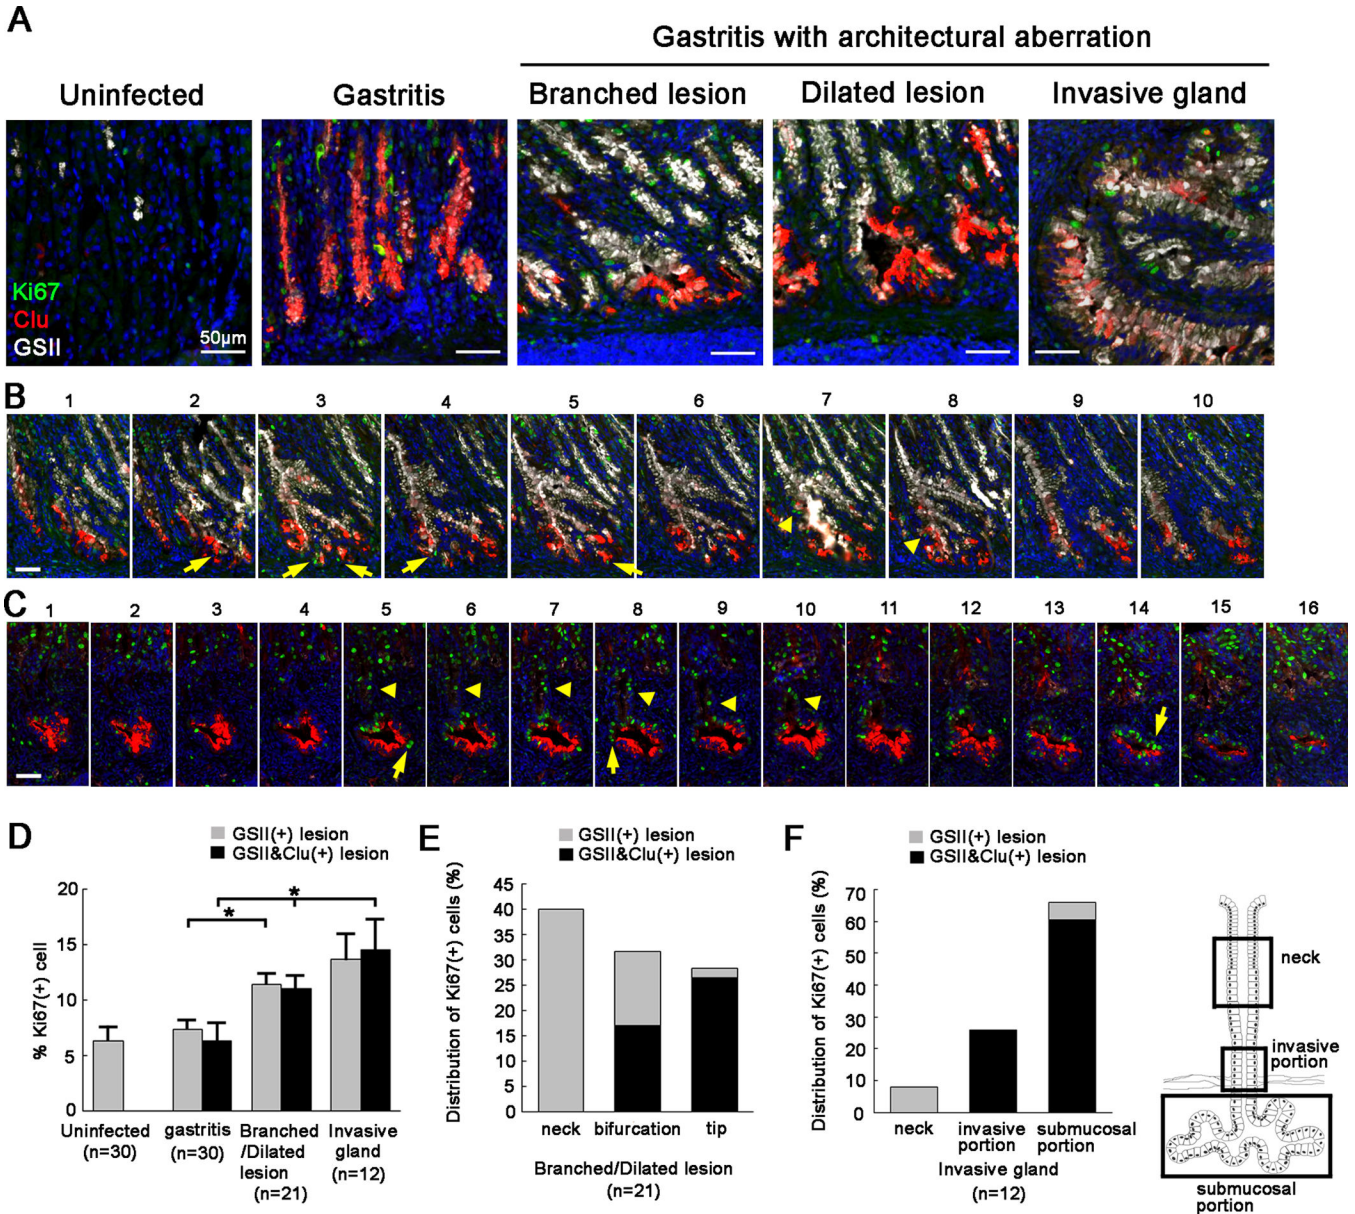 A
Gastritis with architectural aberration
Uninfected
Gastritis
Branched lesion
Dilated lesion
Invasive gland
Ki67
Clu
GSII
50μm
B
1 2 3 4 5 6 7 8 9 10
C
1 2 3 4 5 6 7 8 9 10 11 12 13 14 15 16
D
GSII(+) lesion
GSII&Clu(+) lesion
% Ki67(+) cell
20
15
10
5
0
*
*
Uninfected
(n=30)
gastritis
(n=30)
Branched
/Dilated
lesion
(n=21)
Invasive
gland
(n=12)
E
GSII(+) lesion
GSII&Clu(+) lesion
Distribution of Ki67(+) cells (%)
45
40
35
30
25
20
15
10
5
0
neck bifurcation tip
Branched/Dilated lesion
(n=21)
F
GSII(+) lesion
GSII&Clu(+) lesion
Distribution of Ki67(+) cells (%)
70
60
50
40
30
20
10
0
neck
invasive
portion
submucosal
portion
Invasive gland
(n=12)
neck
invasive
portion
submucosal
portion